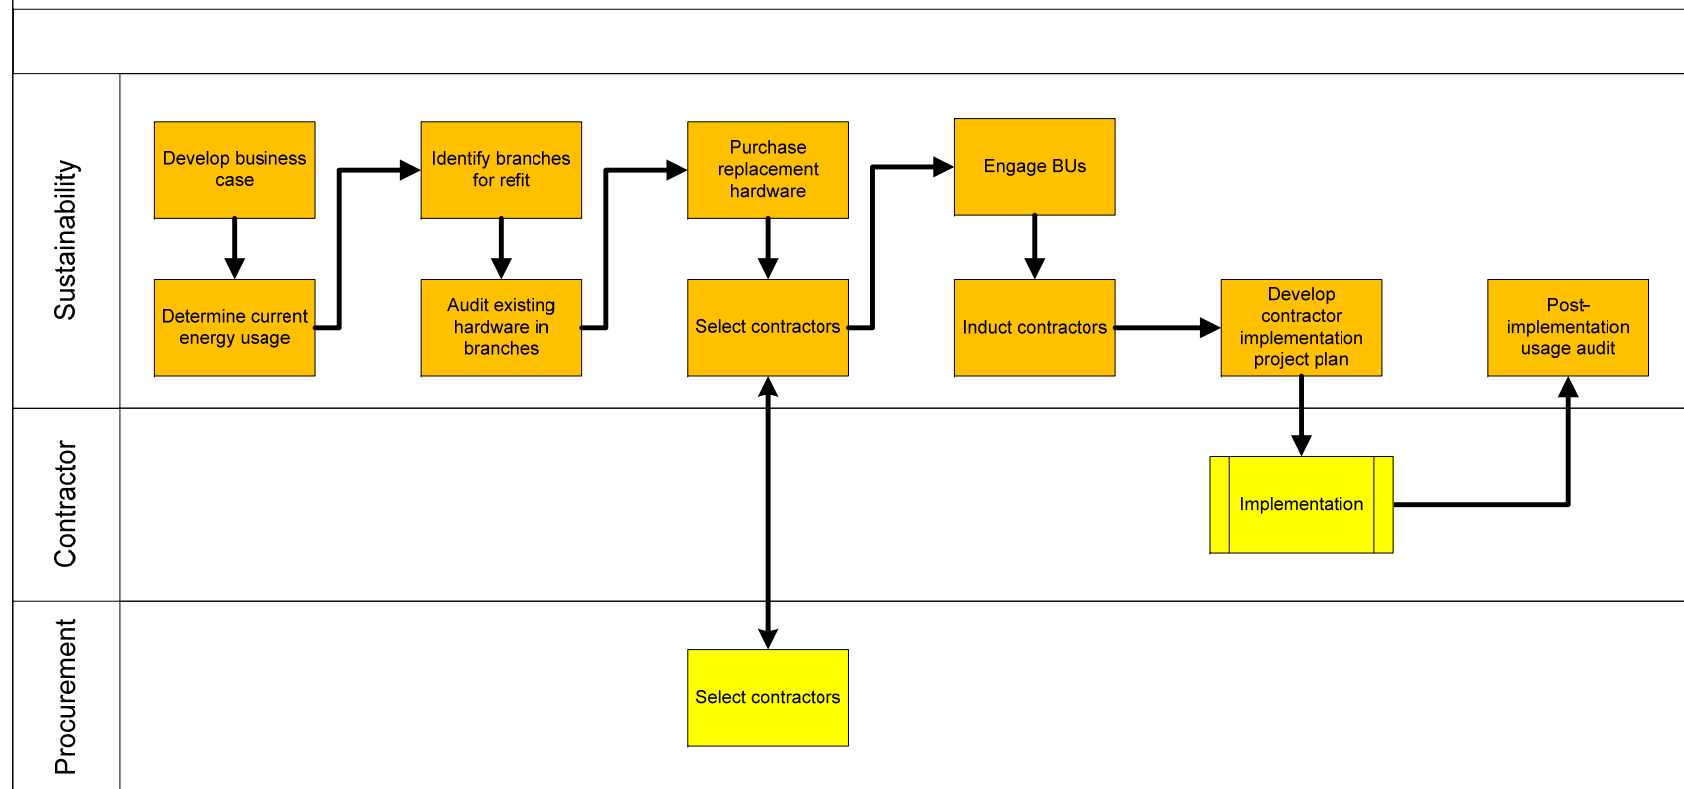 Sustainability
Develop business
case
Identify branches
for refit
Purchase
replacement
hardware
Engage BUs
Determine current
energy usage
Audit existing
hardware in
branches
Select contractors
Induct contractors
Develop
contractor
implementation
project plan
Post-
implementation
usage audit
Contractor
Implementation
Procurement
Select contractors